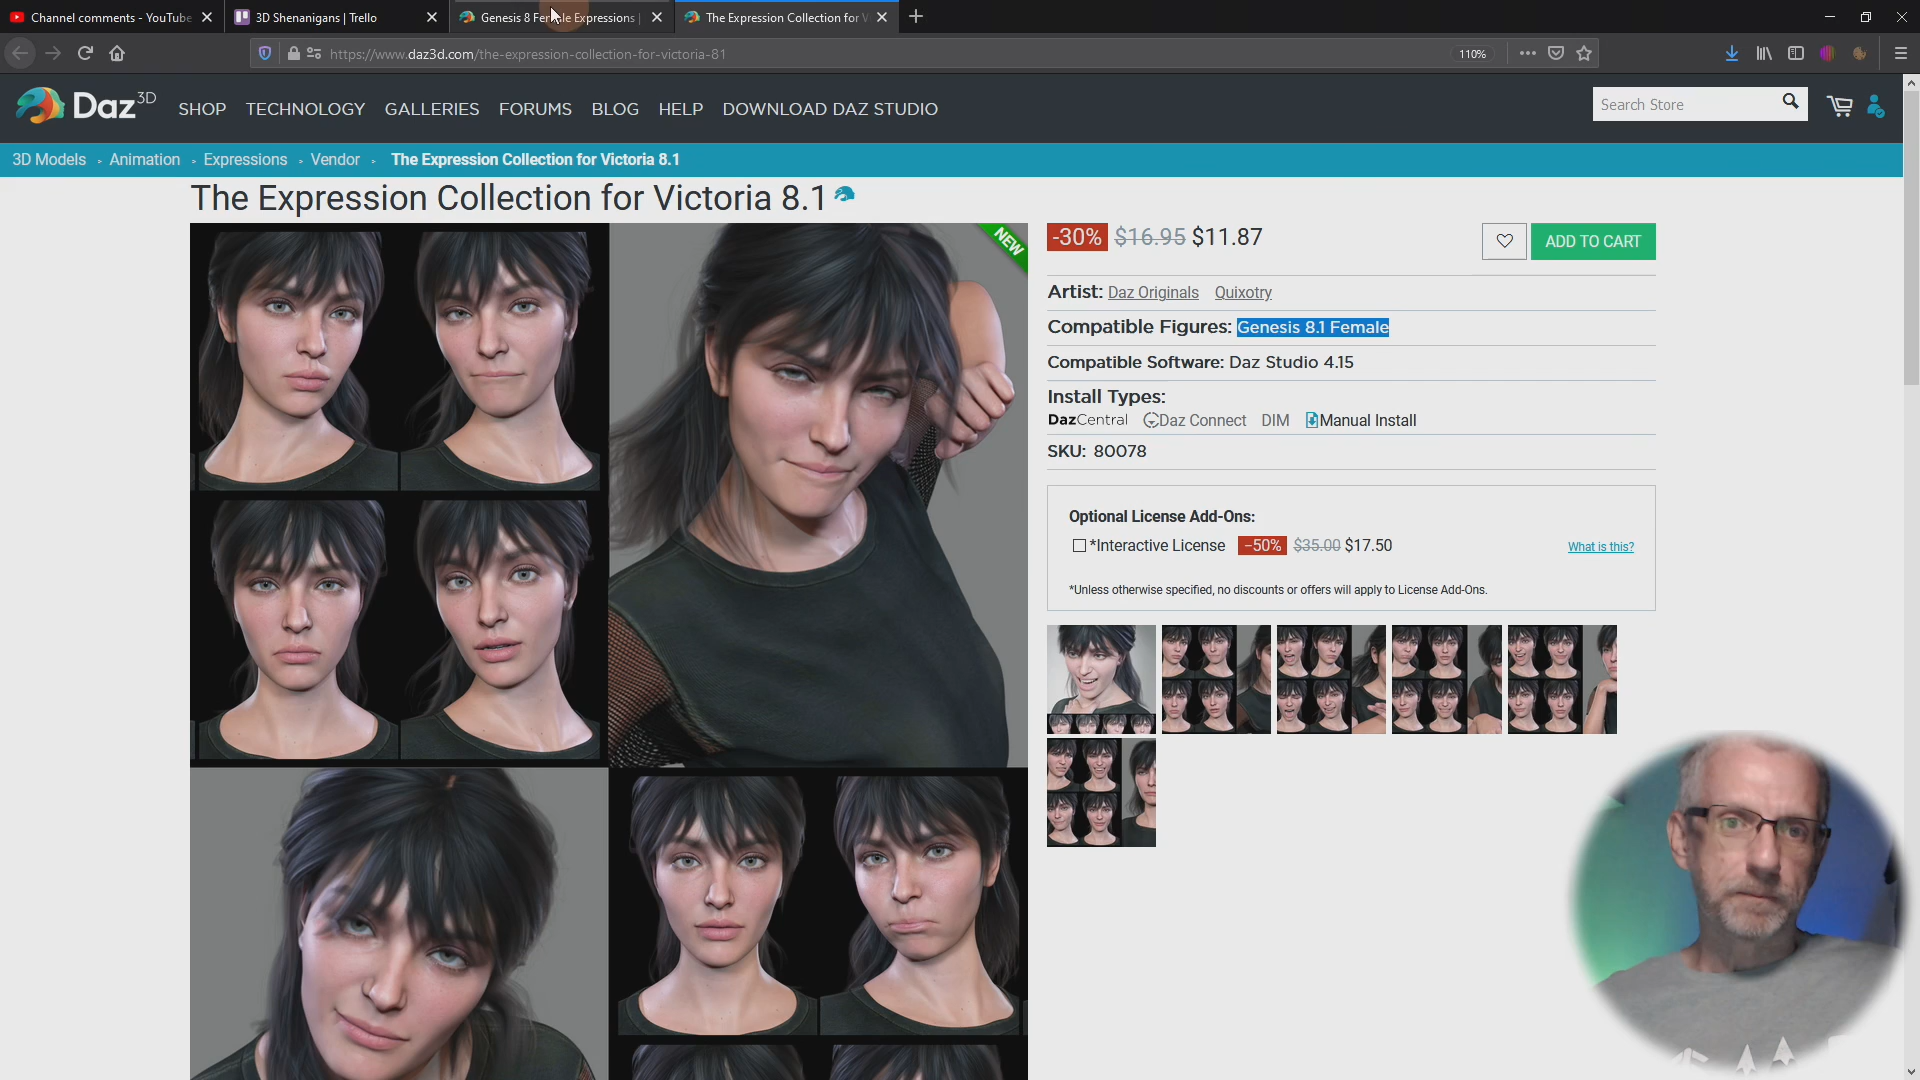 Channel comments - YouTube
3D Shenanigans | Trello
Genesis 8 Female Expressions |
The Expression Collection for V
https://www.daz3d.com/the-expression-collection-for-victoria-81
110%
Daz 3D
SHOP
TECHNOLOGY
GALLERIES
FORUMS
BLOG
HELP
DOWNLOAD DAZ STUDIO
Search Store
3D Models
Animation
Expressions
Vendor
The Expression Collection for Victoria 8.1
The Expression Collection for Victoria 8.1
NEW
-30% $16.95 $11.87
ADD TO CART
Artist: Daz Originals Quixotry
Compatible Figures: Genesis 8.1 Female
Compatible Software: Daz Studio 4.15
Install Types:
DazCentral Daz Connect DIM Manual Install
SKU: 80078
Optional License Add-Ons:
*Interactive License -50% $35.00 $17.50 What is this?
*Unless otherwise specified, no discounts or offers will apply to License Add-Ons.